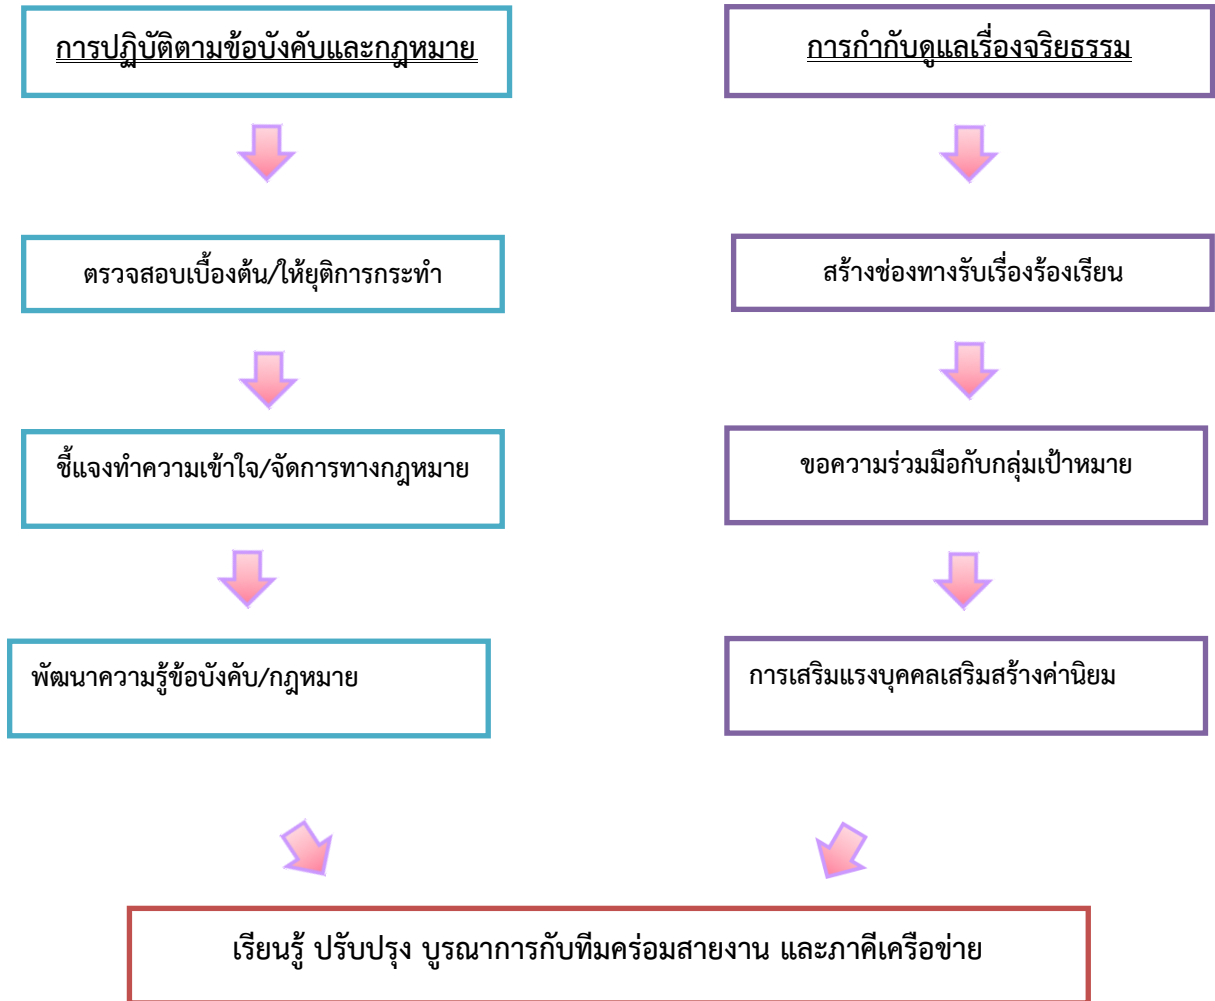 การปฏิบัติตามข้อบังคับและกฎหมาย
การกำกับดูแลเรื่องจริยธรรม
ตรวจสอบเบื้องต้น/ให้ยุติการกระทำ
สร้างช่องทางรับเรื่องร้องเรียน
ชี้แจงทำความเข้าใจ/จัดการทางกฎหมาย
ขอความร่วมมือกับกลุ่มเป้าหมาย
พัฒนาความรู้ข้อบังคับ/กฎหมาย
การเสริมแรงบุคคลเสริมสร้างค่านิยม
เรียนรู้ ปรับปรุง บูรณาการกับทีมคร่อมสายงาน และภาคีเครือข่าย